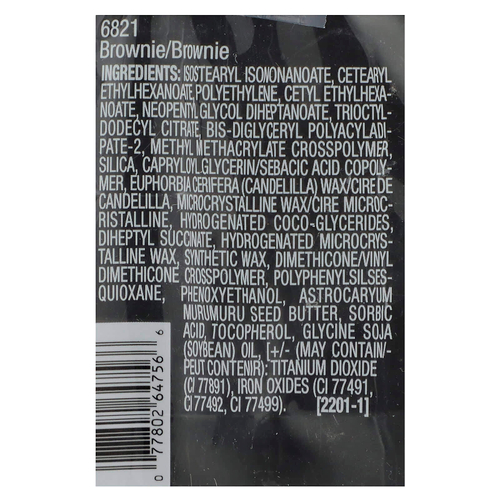 6821
Brownie/Brownie
INGREDIENTS: ISOSTEARYL ISONONANOATE, CETEARYL
ETHYLHEXANOATE, POLYETHYLENE, CETYL ETHYLHEXA-
NOATE, NEOPENTYL GLYCOL DIHEPTANOATE, TRIOCTYL-
DODECYL CITRATE, BIS-DIGLYCERYL POLYACYLADI-
PATE-2, METHYL METHACRYLATE CROSSPOLYMER,
SILICA, CAPRYLOYL GLYCERIN/SEBACIC ACID COPOLY-
MER, EUPHORBIA CERIFERA (CANDELILLA) WAX/CIRE DE
CANDELILLA, MICROCRYSTALLINE WAX/CIRE MICROC-
RISTALLINE, HYDROGENATED COCO-GLYCERIDES,
DIHEPTYL SUCCINATE, HYDROGENATED MICROCRYS-
TALLINE WAX, SYNTHETIC WAX, DIMETHICONE/VINYL
DIMETHICONE CROSSPOLYMER, POLYPHENYLSILSES-
QUIOXANE, PHENOXYETHANOL, ASTROCARYUM
MURUMURU SEED BUTTER, SORBIC
ACID, TOCOPHEROL, GLYCINE SOJA
(SOYBEAN) OIL, [+/- (MAY CONTAIN/
PEUT CONTENIR): TITANIUM DIOXIDE
(CI 77891), IRON OXIDES (CI 77491,
CI 77492, CI 77499). [2201-1]
0 77802 64756 6